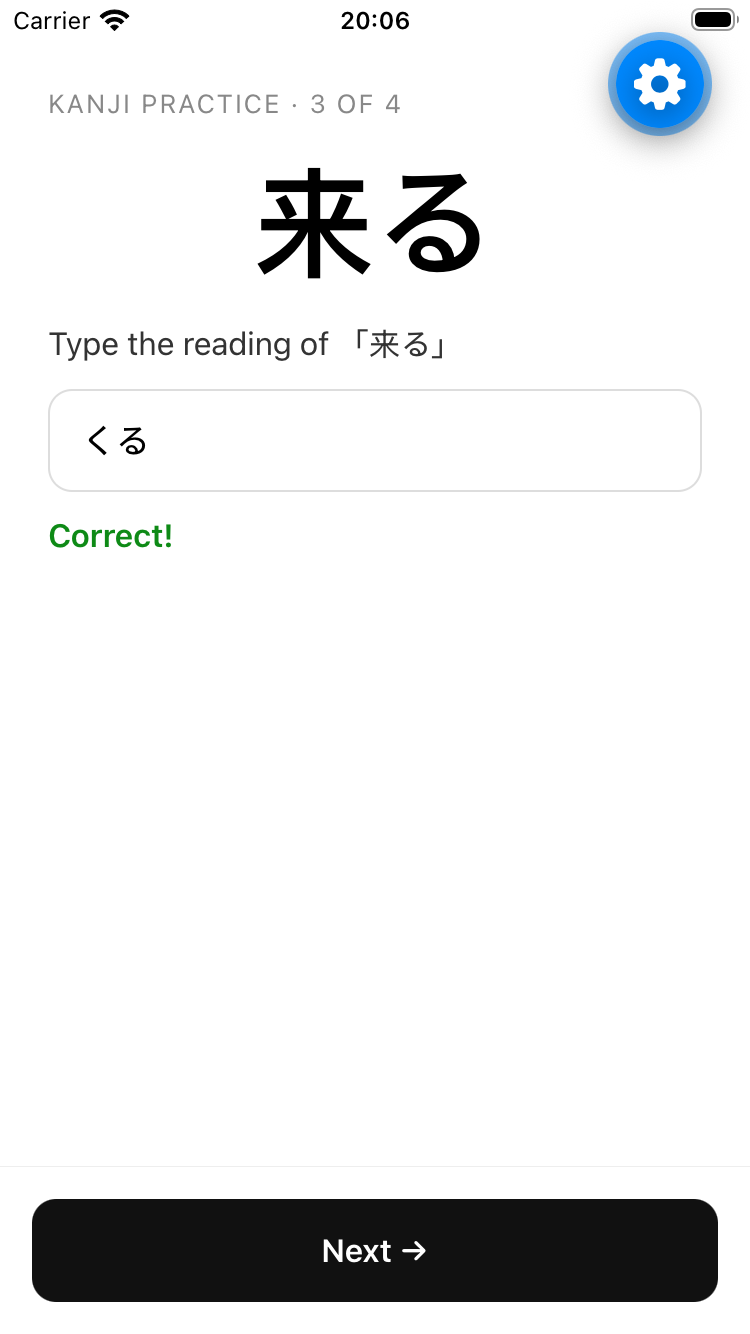 Carrier 20:06
KANJI PRACTICE · 3 OF 4
来る
Type the reading of 「来る」
くる
Correct!
Next →